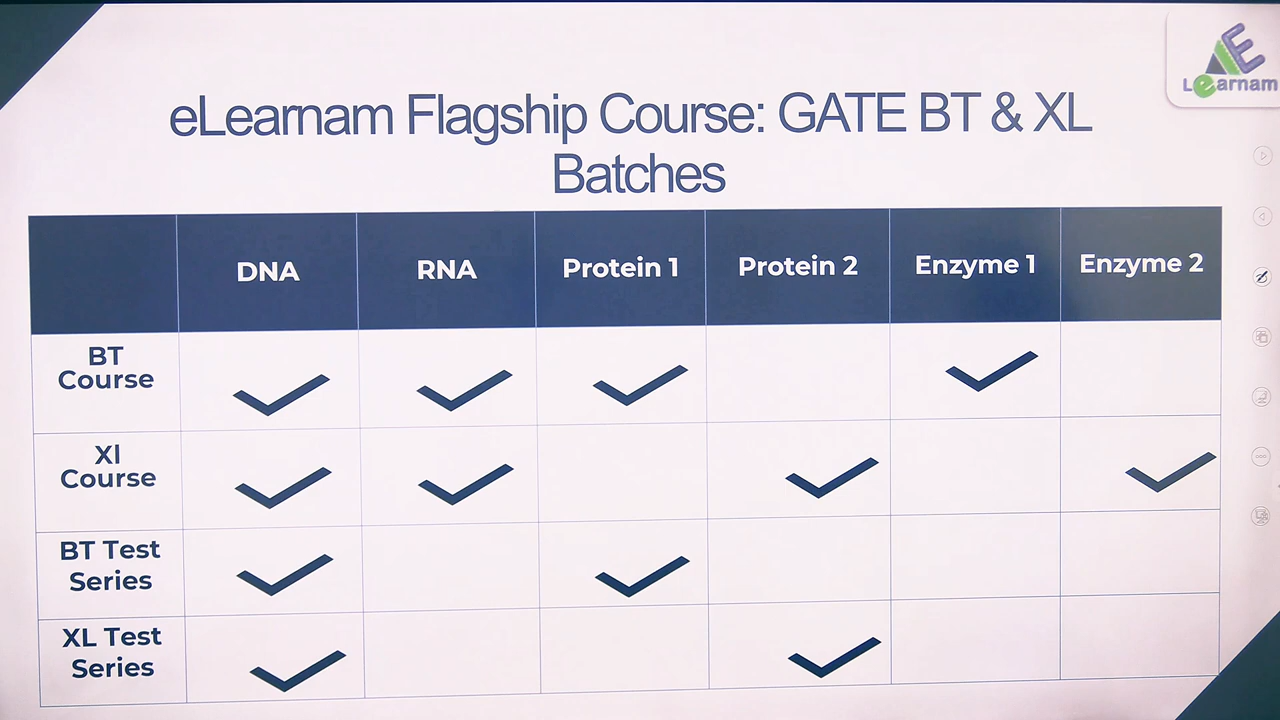 E
Learnam
eLearnam Flagship Course: GATE BT & XL
Batches
DNA RNA Protein 1 Protein 2 Enzyme 1 Enzyme 2
BT
Course
Xl
Course
BT Test
Series
XL Test
Series